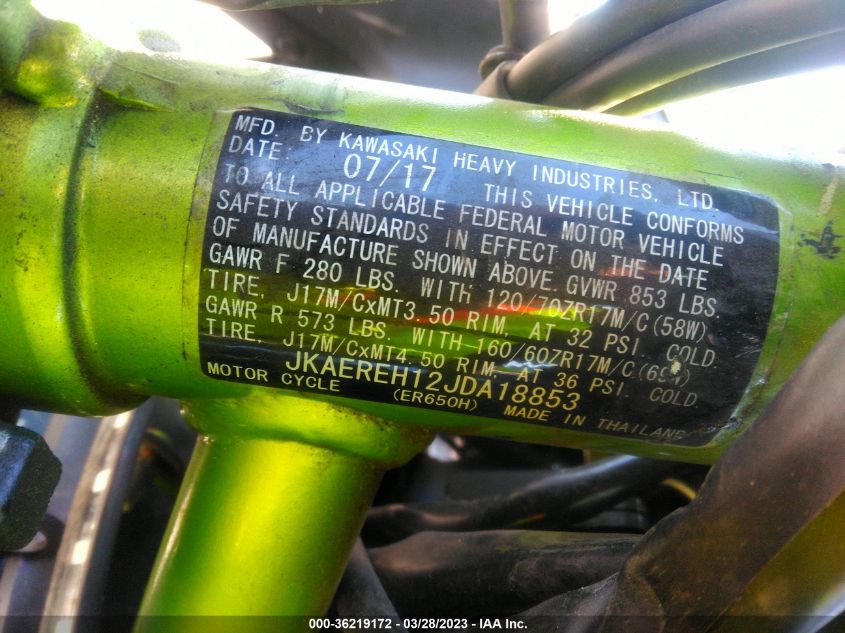 MFD. BY KAWASAKI HEAVY INDUSTRIES, LTD.
DATE: 07/17 THIS VEHICLE CONFORMS
TO ALL APPLICABLE FEDERAL MOTOR VEHICLE
SAFETY STANDARDS IN EFFECT ON THE DATE
OF MANUFACTURE SHOWN ABOVE. GVWR 853 LBS.
GAWR F 280 LBS. WITH 120/70ZR17M/C(58W)
TIRE, J17M/CxMT3.50 RIM, AT 32 PSI. COLD.
GAWR R 573 LBS. WITH 160/60ZR17M/C(69W)
TIRE, J17M/CxMT4.50 RIM, AT 36 PSI. COLD.
JKAEREH12JDA18853
MOTOR CYCLE (ER650H) MADE IN THAILAND
000-36219172 - 03/28/2023 - IAA Inc.